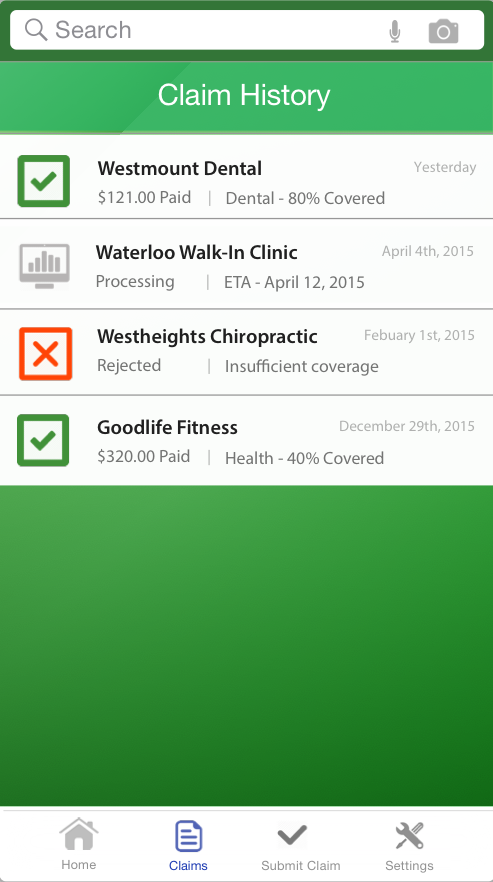 Search
Claim History
Westmount Dental
Yesterday
$121.00 Paid | Dental - 80% Covered
Waterloo Walk-In Clinic
April 4th, 2015
Processing | ETA - April 12, 2015
Westheights Chiropractic
Febuary 1st, 2015
Rejected | Insufficient coverage
Goodlife Fitness
December 29th, 2015
$320.00 Paid | Health - 40% Covered
Home
Claims
Submit Claim
Settings